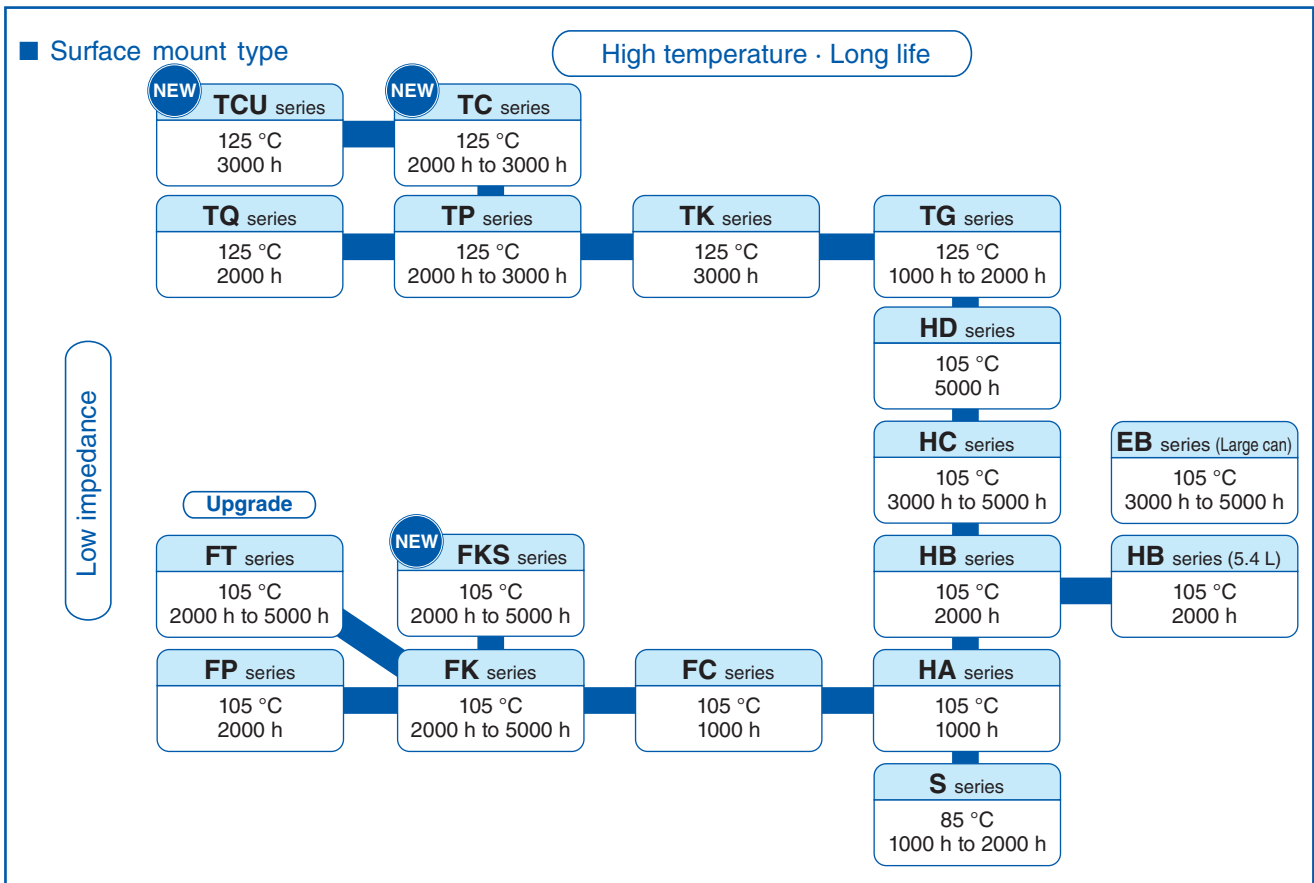 ■ Surface mount type
High temperature · Long life
NEW
TCU series
125 °C
3000 h
NEW
TC series
125 °C
2000 h to 3000 h
TQ series
125 °C
2000 h
TP series
125 °C
2000 h to 3000 h
TK series
125 °C
3000 h
TG series
125 °C
1000 h to 2000 h
HD series
105 °C
5000 h
Low impedance
HC series
105 °C
3000 h to 5000 h
EB series (Large can)
105 °C
3000 h to 5000 h
Upgrade
FT series
105 °C
2000 h to 5000 h
NEW
FKS series
105 °C
2000 h to 5000 h
HB series
105 °C
2000 h
HB series (5.4 L)
105 °C
2000 h
FP series
105 °C
2000 h
FK series
105 °C
2000 h to 5000 h
FC series
105 °C
1000 h
HA series
105 °C
1000 h
S series
85 °C
1000 h to 2000 h